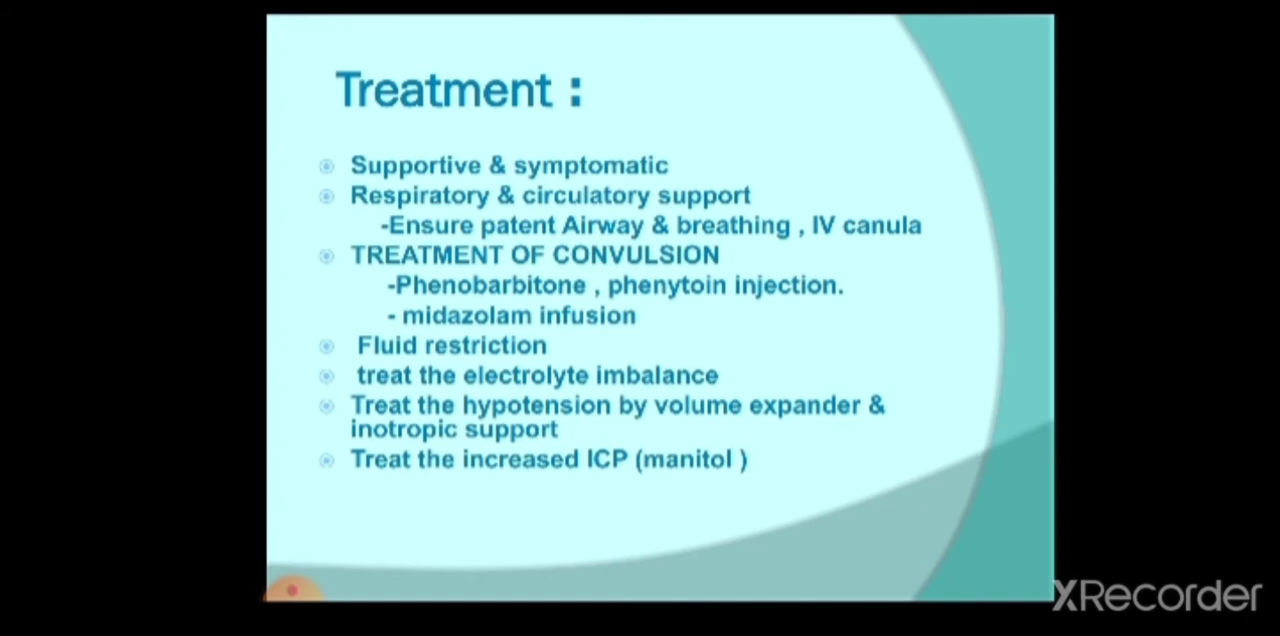 Treatment :
Supportive & symptomatic
Respiratory & circulatory support
-Ensure patent Airway & breathing , IV canula
TREATMENT OF CONVULSION
-Phenobarbitone , phenytoin injection.
- midazolam infusion
Fluid restriction
treat the electrolyte imbalance
Treat the hypotension by volume expander &
inotropic support
Treat the increased ICP (manitol )
XRecorder